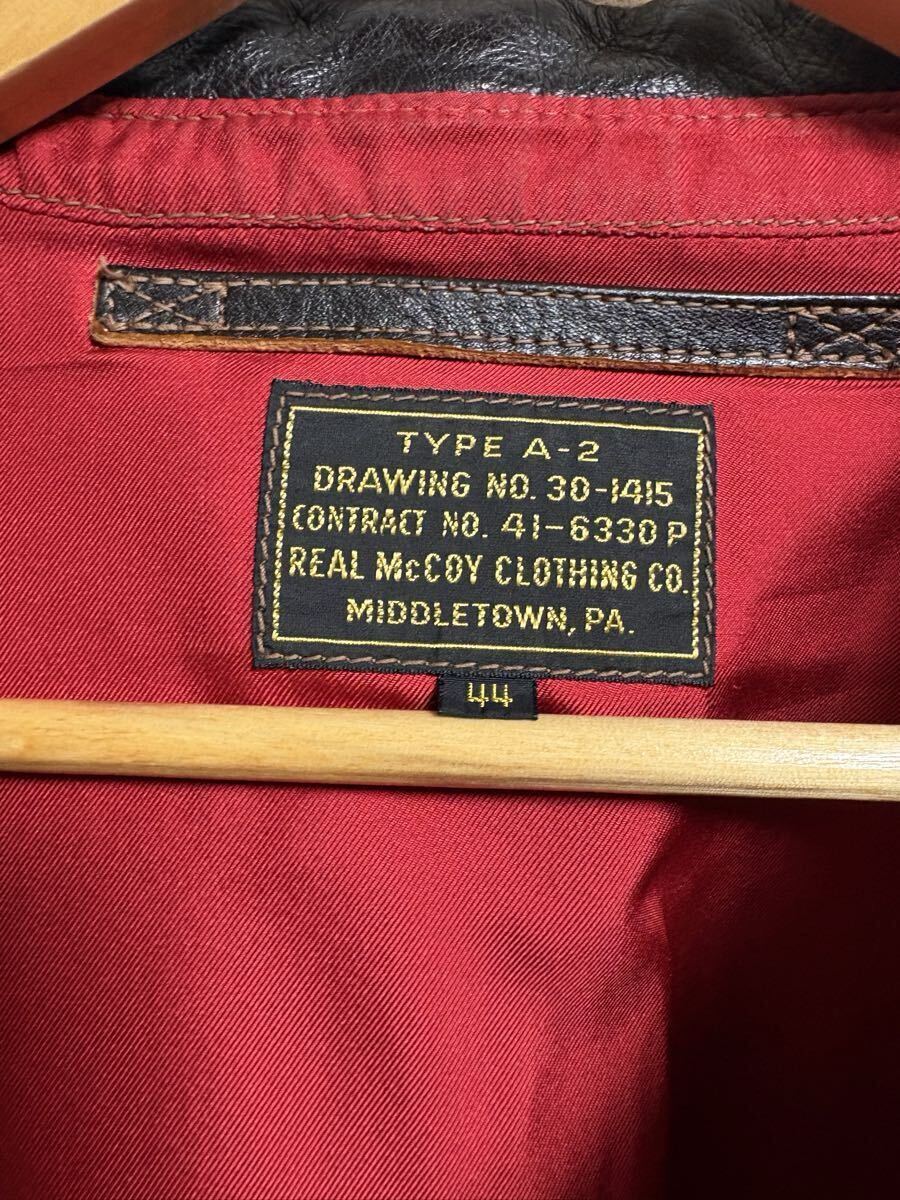 TYPE A-2
DRAWING NO. 30-1415
CONTRACT NO. 41-6330 P
REAL McCOY CLOTHING CO.
MIDDLETOWN, PA.
44